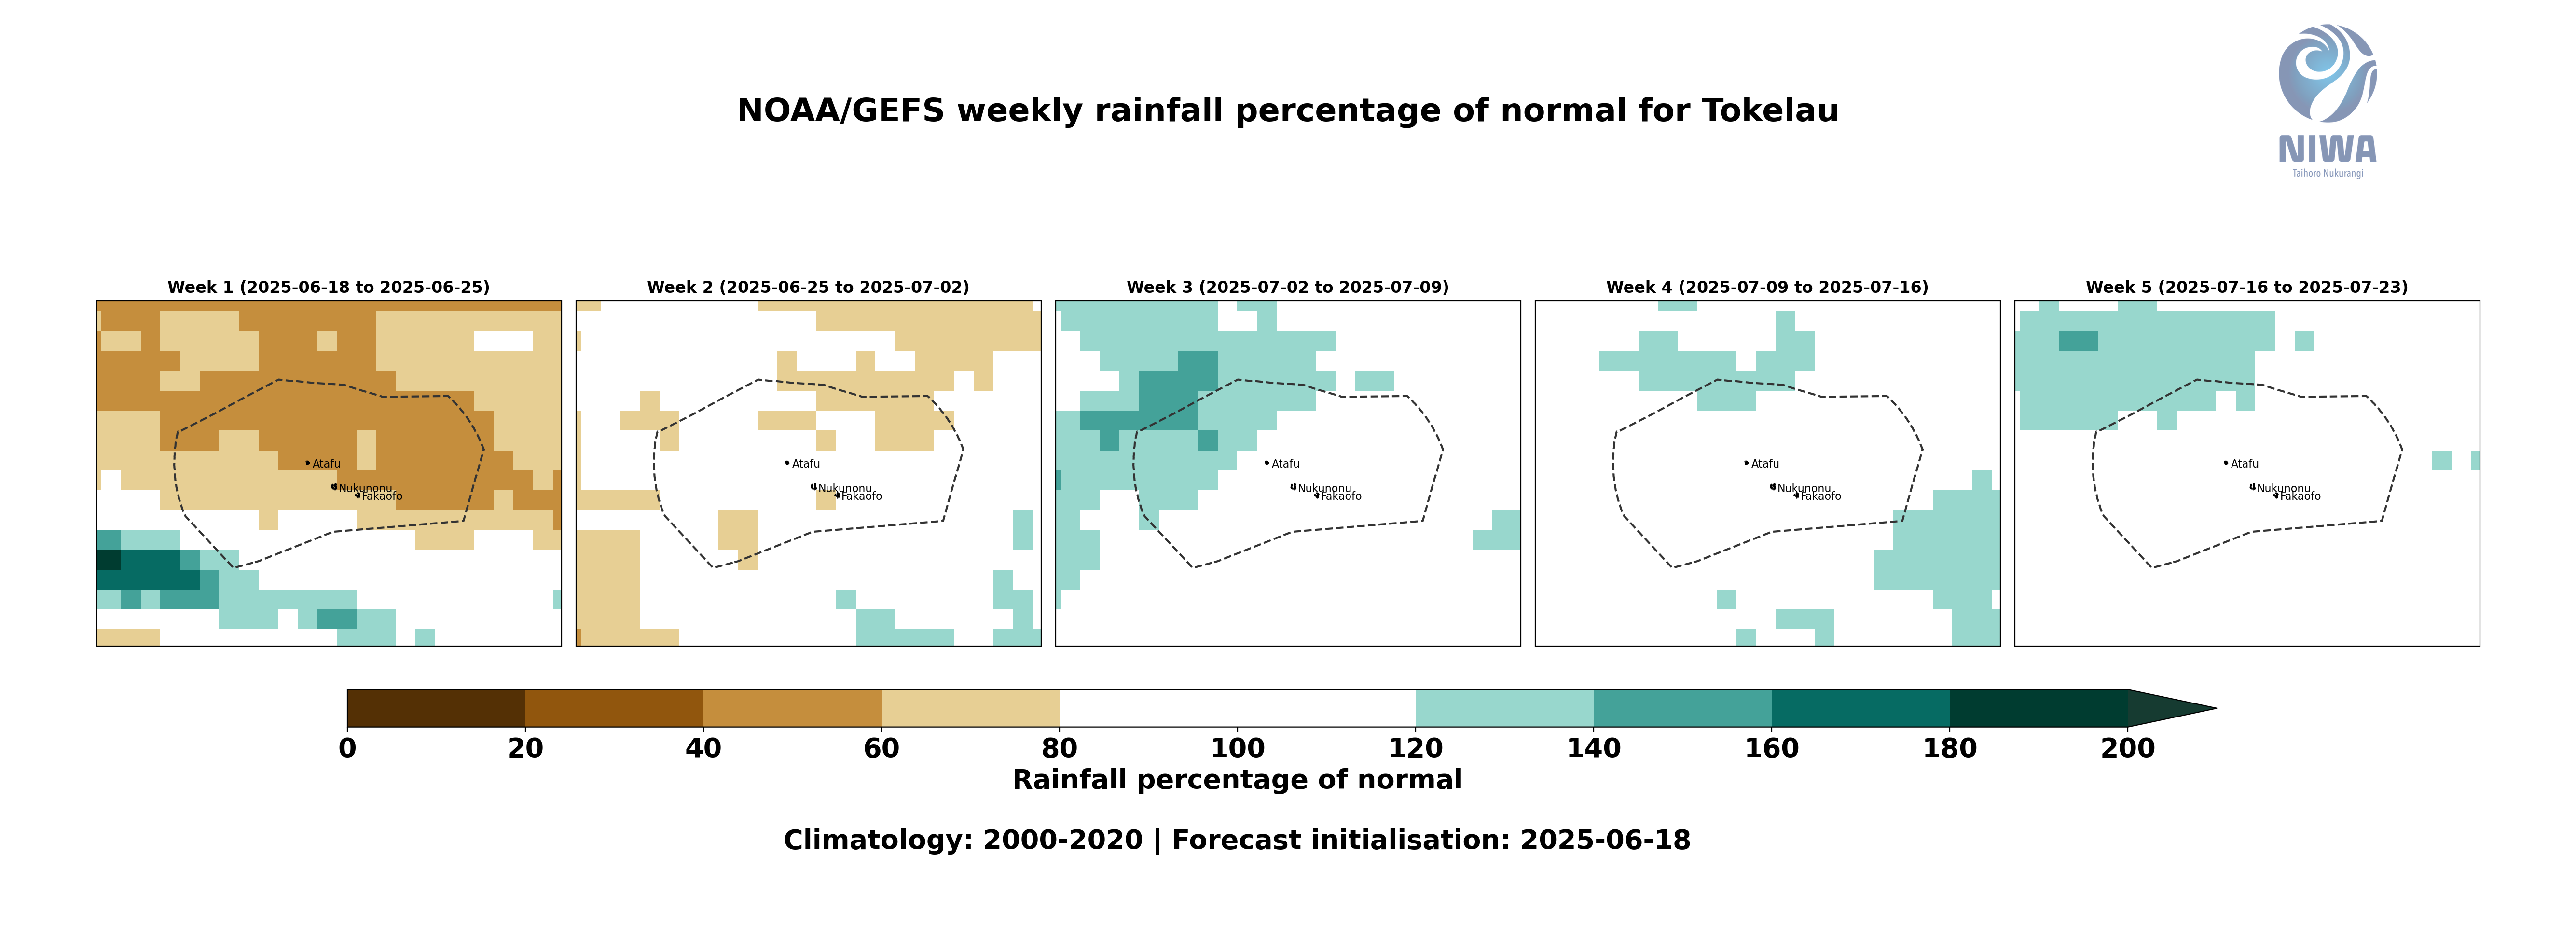 NOAA/GEFS weekly rainfall percentage of normal for Tokelau
NIWA
Taihoro Nukurangi
Week 1 (2025-06-18 to 2025-06-25)
Week 2 (2025-06-25 to 2025-07-02)
Week 3 (2025-07-02 to 2025-07-09)
Week 4 (2025-07-09 to 2025-07-16)
Week 5 (2025-07-16 to 2025-07-23)
Atafu
Nukunonu
Fakaofo
Atafu
Nukunonu
Fakaofo
Atafu
Nukunonu
Fakaofo
Atafu
Nukunonu
Fakaofo
Atafu
Nukunonu
Fakaofo
0 20 40 60 80 100 120 140 160 180 200
Rainfall percentage of normal
Climatology: 2000-2020 | Forecast initialisation: 2025-06-18